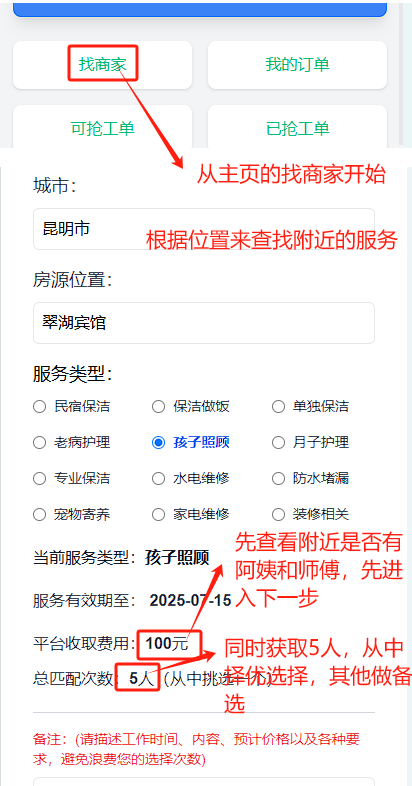 找商家
我的订单
可抢工单
已抢工单
从主页的找商家开始
城市：
昆明市
根据位置来查找附近的服务
房源位置：
翠湖宾馆
服务类型：
民宿保洁
保洁做饭
单独保洁
老病护理
孩子照顾
月子护理
专业保洁
水电维修
防水堵漏
宠物寄养
家电维修
装修相关
当前服务类型：孩子照顾
先查看附近是否有
阿姨和师傅，先进
入下一步
服务有效期至： 2025-07-15
平台收取费用：100元
同时获取5人，从中
择优选择，其他做备
选
总匹配次数：5人 (从中挑选
备注：(请描述工作时间、内容、预计价格以及各种要
求，避免浪费您的选择次数)